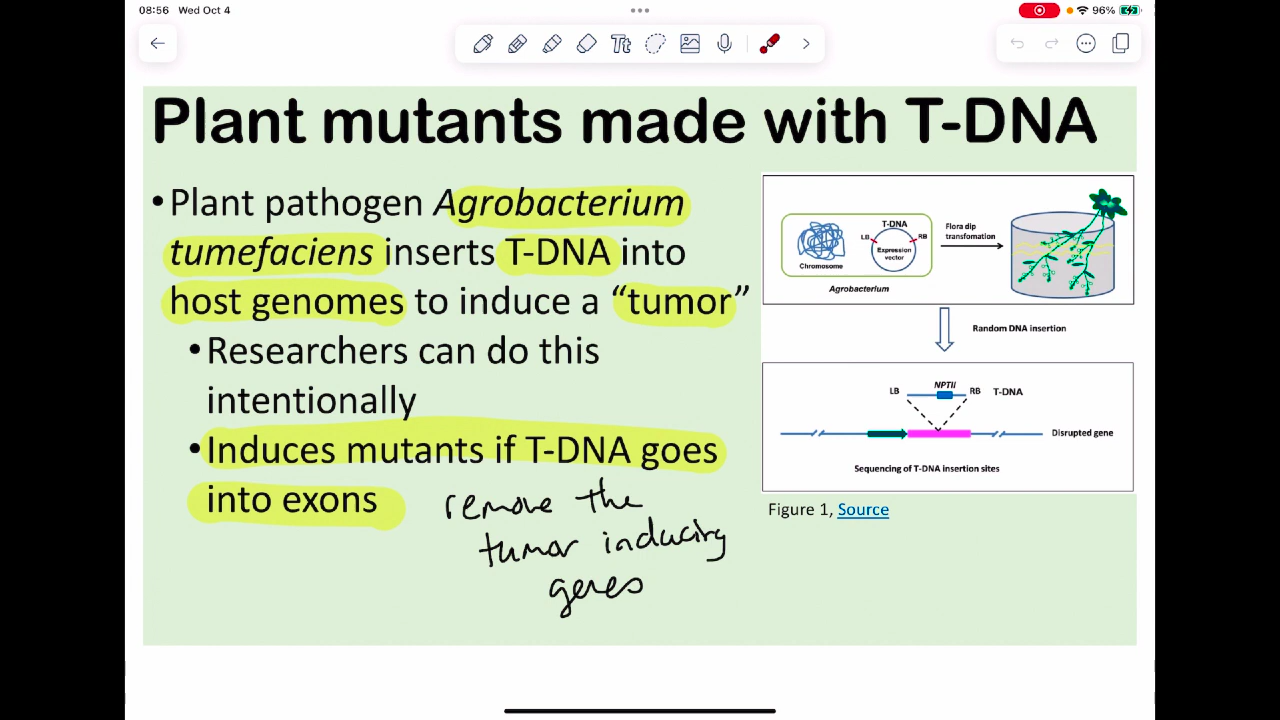 08:56 Wed Oct 4
96%
Tt
Plant mutants made with T-DNA
•Plant pathogen Agrobacterium
tumefaciens inserts T-DNA into
host genomes to induce a “tumor”
•Researchers can do this
intentionally
•Induces mutants if T-DNA goes
into exons
remove the
tumor inducing
genes
T-DNA
LB
RB
Expression
vector
Chromosome
Agrobacterium
Flora dip
transfomation
Random DNA insertion
LB
NPTII
RB
T-DNA
Disrupted gene
Sequencing of T-DNA insertion sites
Figure 1, Source